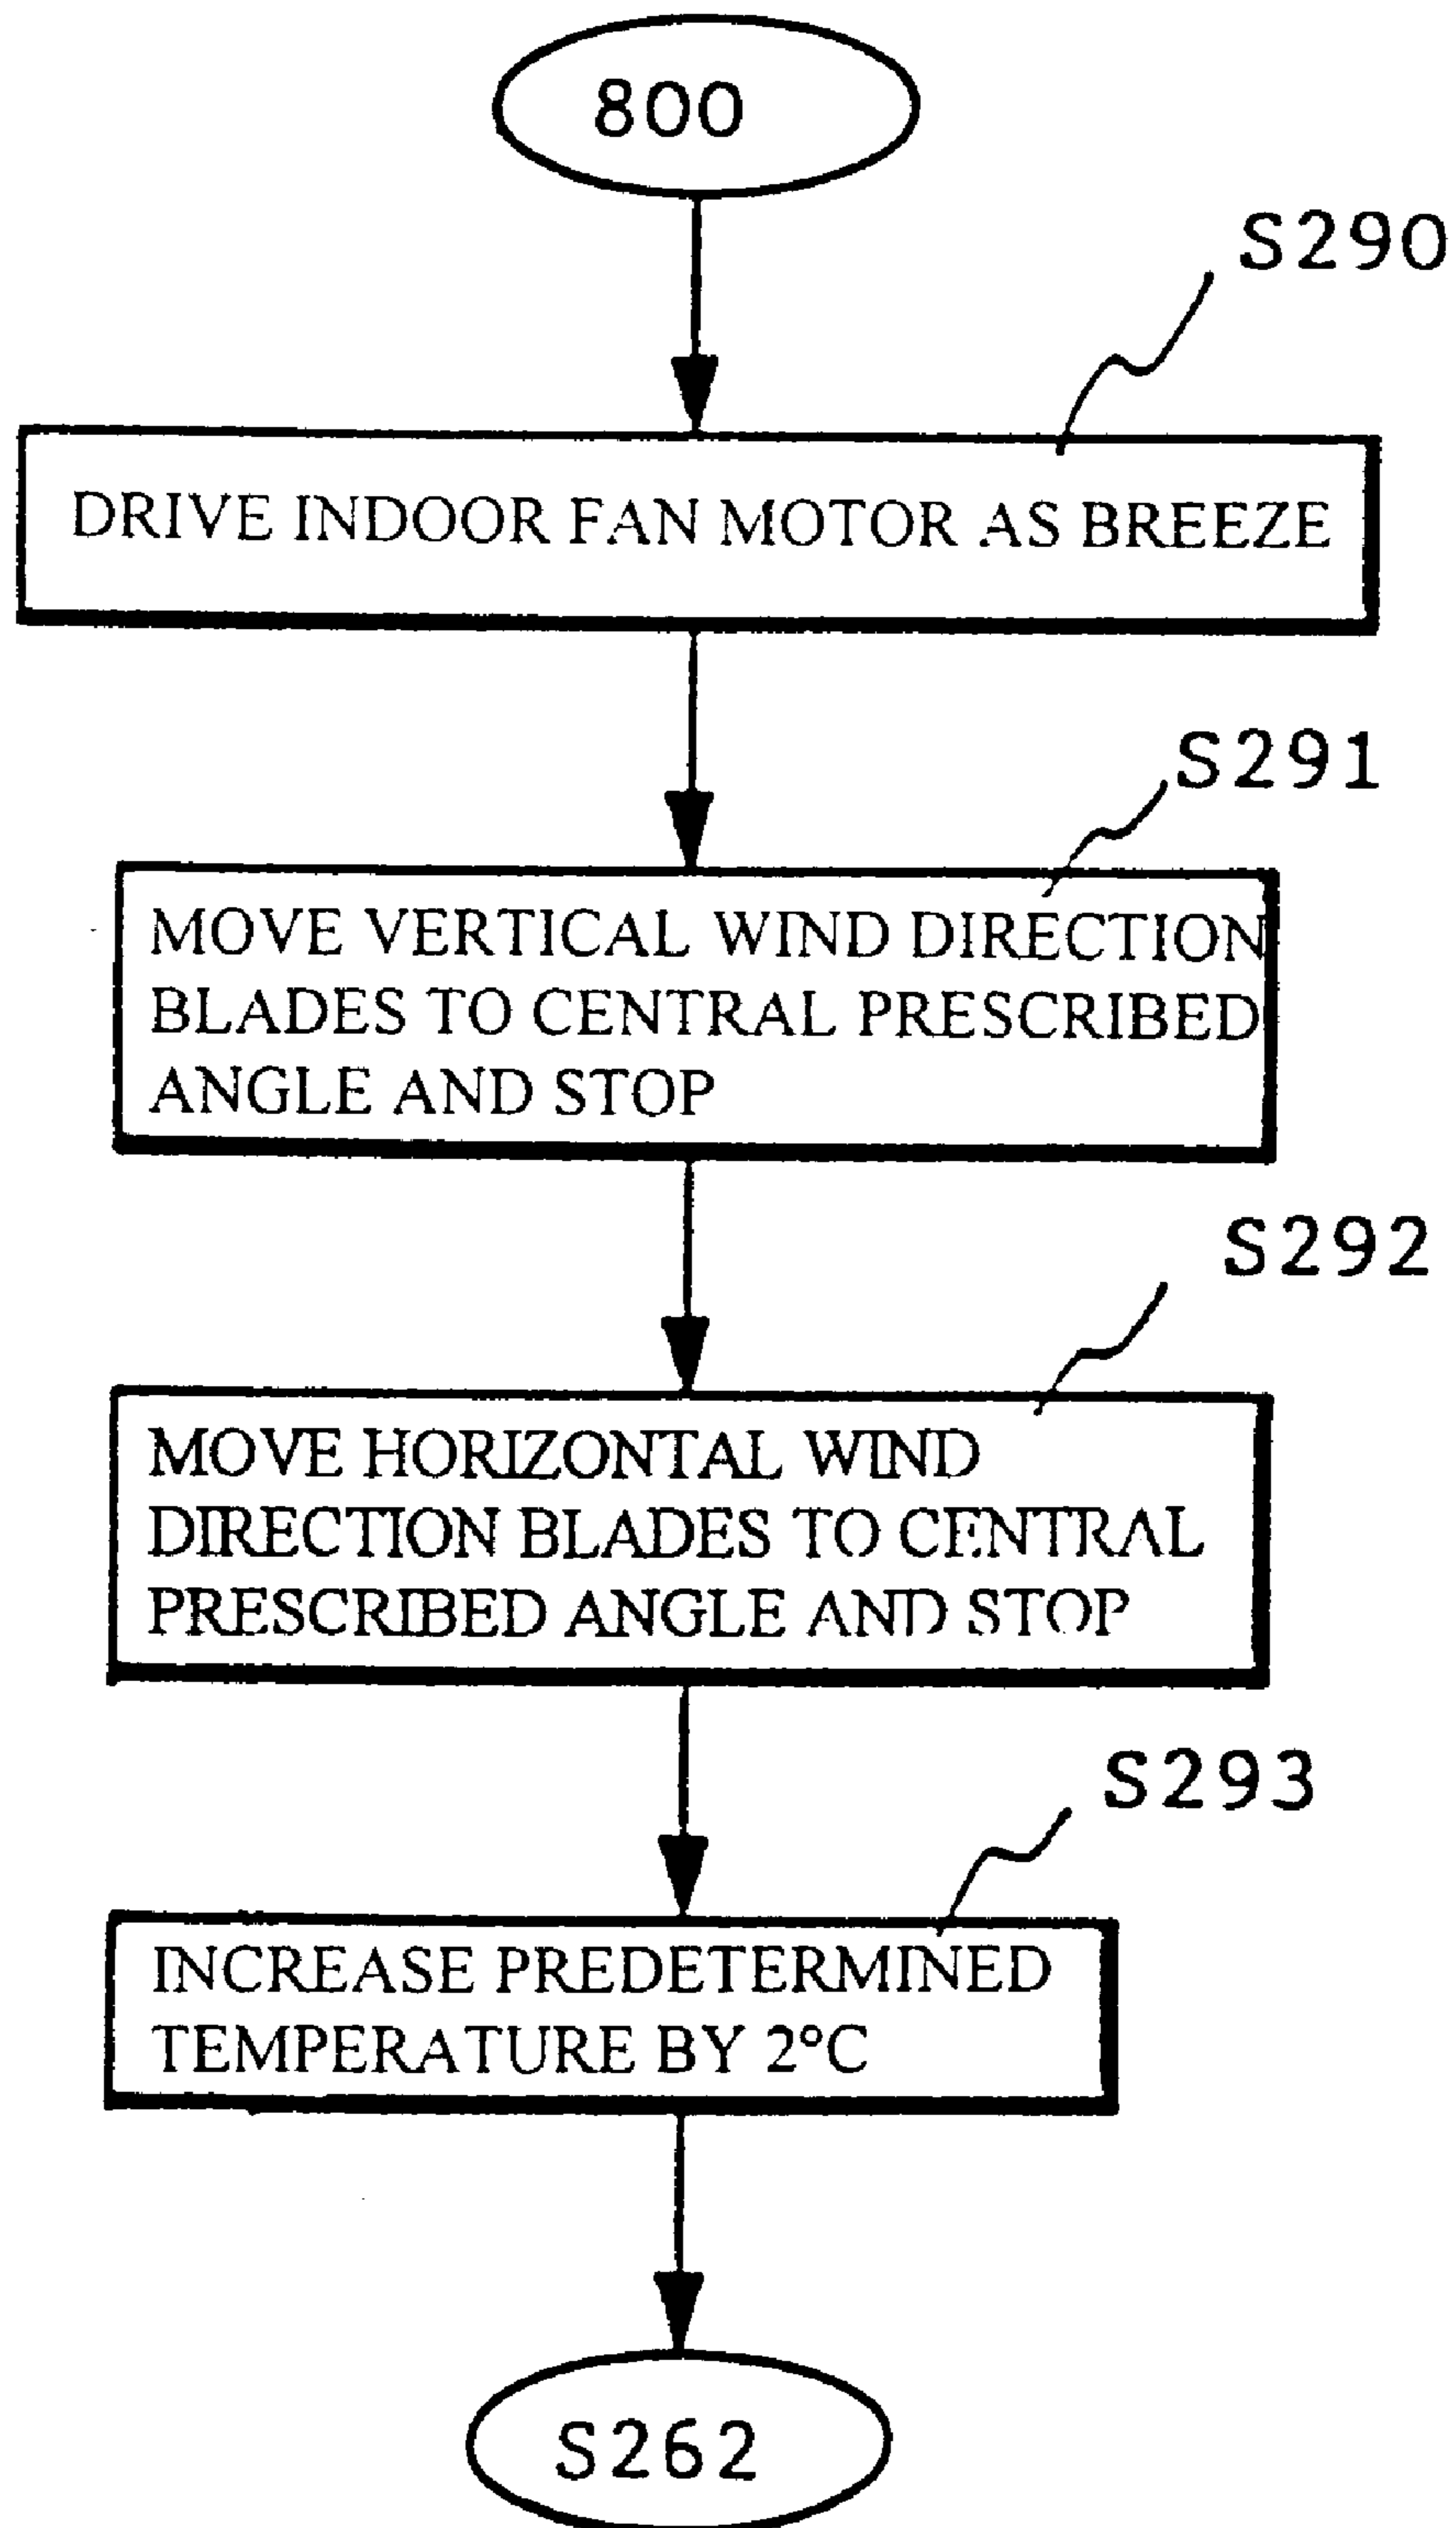 800
S290
DRIVE INDOOR FAN MOTOR AS BREEZE
S291
MOVE VERTICAL WIND DIRECTION
BLADES TO CENTRAL PRESCRIBED
ANGLE AND STOP
S292
MOVE HORIZONTAL WIND
DIRECTION BLADES TO CENTRAL
PRESCRIBED ANGLE AND STOP
S293
INCREASE PREDETERMINED
TEMPERATURE BY 2°C
S262